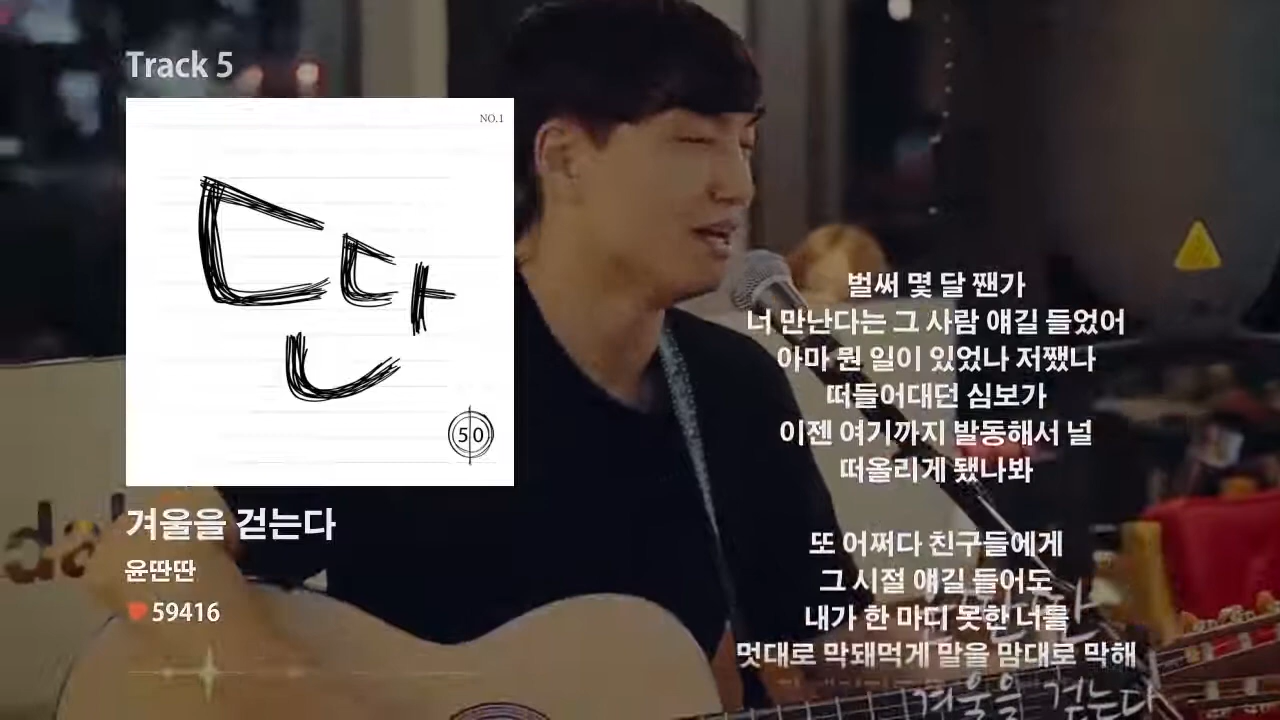 Track 5
NO.1
딴
50
겨울을 걷는다
윤딴딴
59416
벌써 몇 달 짼가
너 만난다는 그 사람 얘길 들었어
아마 뭔 일이 있었나 저쨌나
떠들어대던 심보가
이젠 여기까지 발동해서 널
떠올리게 됐나봐
또 어쩌다 친구들에게
그 시절 얘길 들어도
내가 한 마디 못한 너를
멋대로 막돼먹게 말을 맘대로 막해
겨울을 걷는다